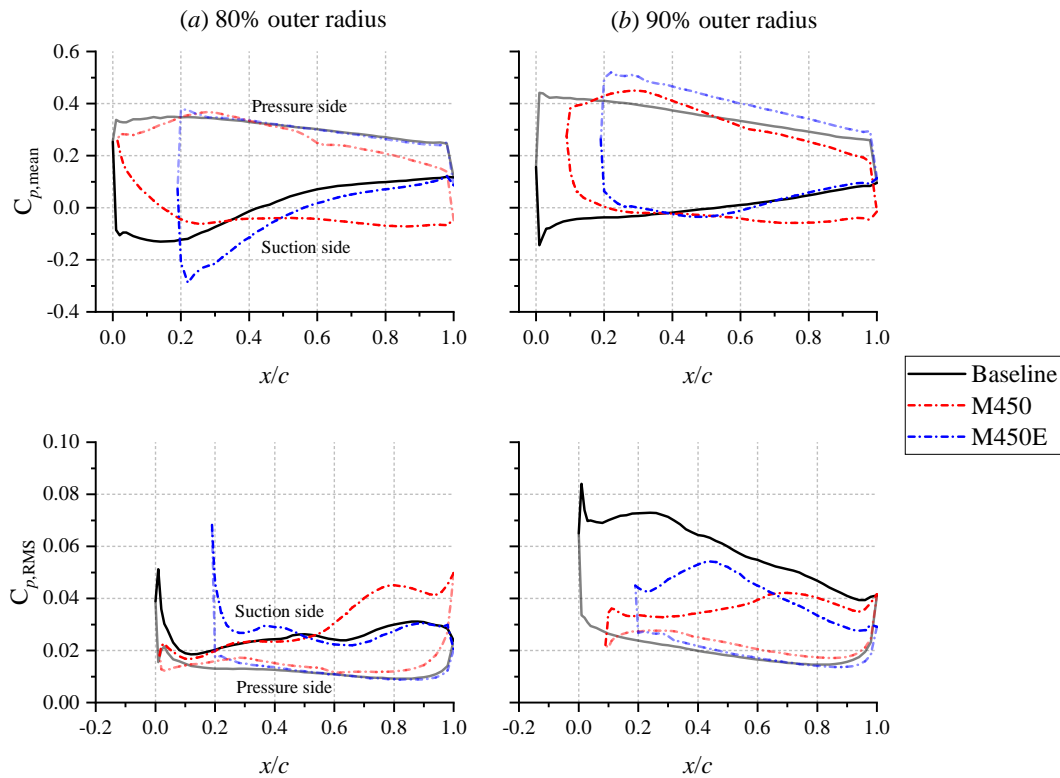 (a) 80% outer radius
(b) 90% outer radius
0.6
0.4
0.2
0.0
-0.2
-0.4
C_{p,mean}
Pressure side
Suction side
0.0 0.2 0.4 0.6 0.8 1.0
x/c
0.0 0.2 0.4 0.6 0.8 1.0
x/c
Baseline
M450
M450E
0.10
0.08
0.06
0.04
0.02
0.00
C_{p,RMS}
Suction side
Pressure side
-0.2 0.0 0.2 0.4 0.6 0.8 1.0
x/c
-0.2 0.0 0.2 0.4 0.6 0.8 1.0
x/c